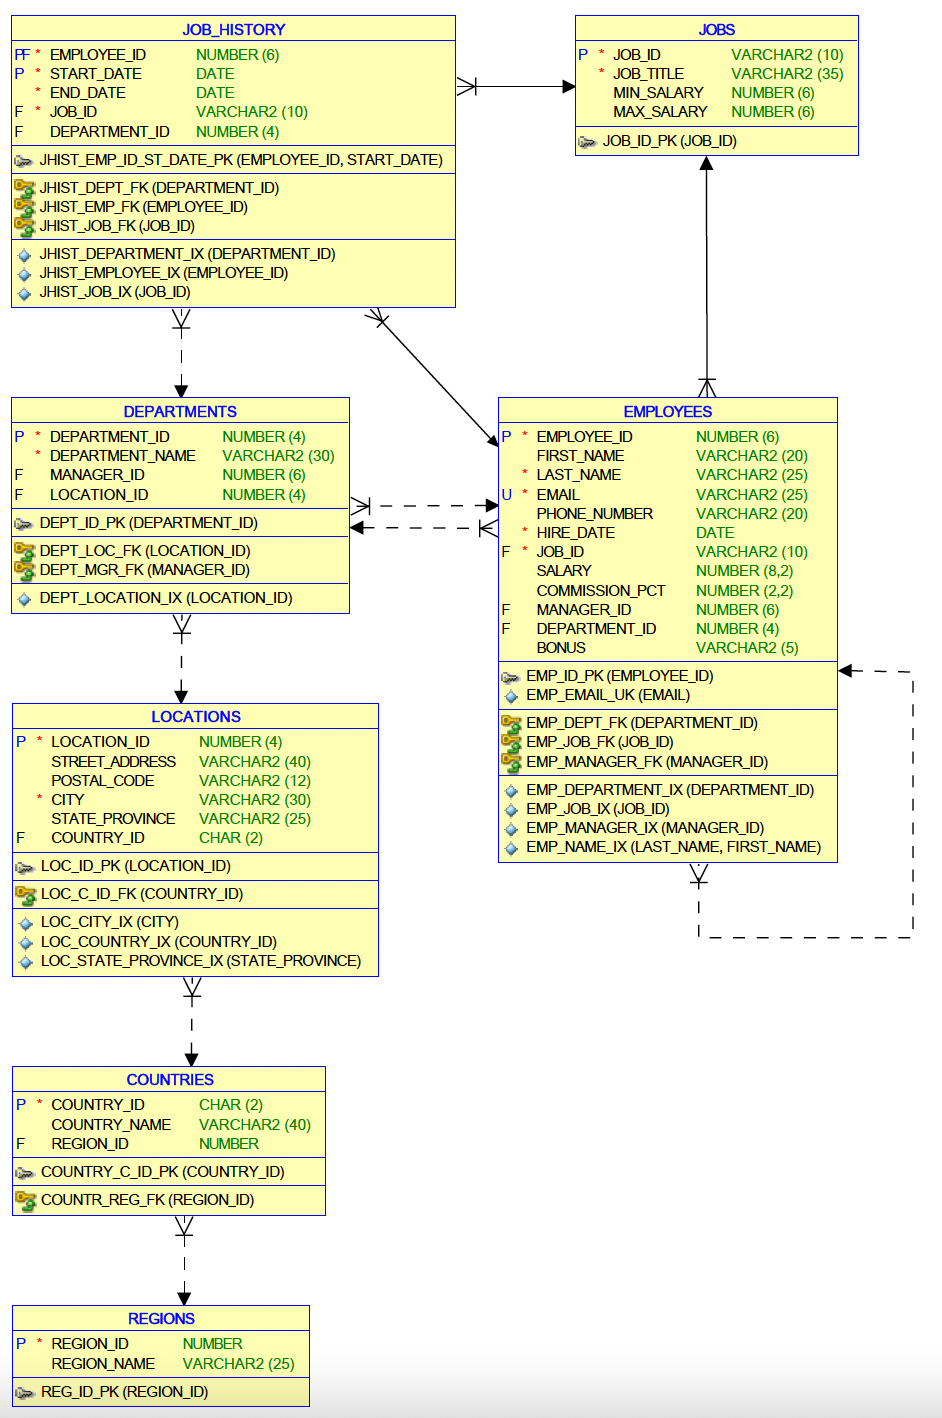 JOB_HISTORY
PF * EMPLOYEE_ID NUMBER (6)
P * START_DATE DATE
* END_DATE DATE
F * JOB_ID VARCHAR2 (10)
F DEPARTMENT_ID NUMBER (4)
JHIST_EMP_ID_ST_DATE_PK (EMPLOYEE_ID, START_DATE)
JHIST_DEPT_FK (DEPARTMENT_ID)
JHIST_EMP_FK (EMPLOYEE_ID)
JHIST_JOB_FK (JOB_ID)
JHIST_DEPARTMENT_IX (DEPARTMENT_ID)
JHIST_EMPLOYEE_IX (EMPLOYEE_ID)
JHIST_JOB_IX (JOB_ID)
JOBS
P * JOB_ID VARCHAR2 (10)
* JOB_TITLE VARCHAR2 (35)
MIN_SALARY NUMBER (6)
MAX_SALARY NUMBER (6)
JOB_ID_PK (JOB_ID)
DEPARTMENTS
P * DEPARTMENT_ID NUMBER (4)
* DEPARTMENT_NAME VARCHAR2 (30)
F MANAGER_ID NUMBER (6)
F LOCATION_ID NUMBER (4)
DEPT_ID_PK (DEPARTMENT_ID)
DEPT_LOC_FK (LOCATION_ID)
DEPT_MGR_FK (MANAGER_ID)
DEPT_LOCATION_IX (LOCATION_ID)
EMPLOYEES
P * EMPLOYEE_ID NUMBER (6)
FIRST_NAME VARCHAR2 (20)
* LAST_NAME VARCHAR2 (25)
U * EMAIL VARCHAR2 (25)
PHONE_NUMBER VARCHAR2 (20)
* HIRE_DATE DATE
F * JOB_ID VARCHAR2 (10)
SALARY NUMBER (8,2)
COMMISSION_PCT NUMBER (2,2)
F MANAGER_ID NUMBER (6)
F DEPARTMENT_ID NUMBER (4)
BONUS VARCHAR2 (5)
EMP_ID_PK (EMPLOYEE_ID)
EMP_EMAIL_UK (EMAIL)
EMP_DEPT_FK (DEPARTMENT_ID)
EMP_JOB_FK (JOB_ID)
EMP_MANAGER_FK (MANAGER_ID)
EMP_DEPARTMENT_IX (DEPARTMENT_ID)
EMP_JOB_IX (JOB_ID)
EMP_MANAGER_IX (MANAGER_ID)
EMP_NAME_IX (LAST_NAME, FIRST_NAME)
LOCATIONS
P * LOCATION_ID NUMBER (4)
STREET_ADDRESS VARCHAR2 (40)
POSTAL_CODE VARCHAR2 (12)
* CITY VARCHAR2 (30)
STATE_PROVINCE VARCHAR2 (25)
F COUNTRY_ID CHAR (2)
LOC_ID_PK (LOCATION_ID)
LOC_C_ID_FK (COUNTRY_ID)
LOC_CITY_IX (CITY)
LOC_COUNTRY_IX (COUNTRY_ID)
LOC_STATE_PROVINCE_IX (STATE_PROVINCE)
COUNTRIES
P * COUNTRY_ID CHAR (2)
COUNTRY_NAME VARCHAR2 (40)
F REGION_ID NUMBER
COUNTRY_C_ID_PK (COUNTRY_ID)
COUNTR_REG_FK (REGION_ID)
REGIONS
P * REGION_ID NUMBER
REGION_NAME VARCHAR2 (25)
REG_ID_PK (REGION_ID)